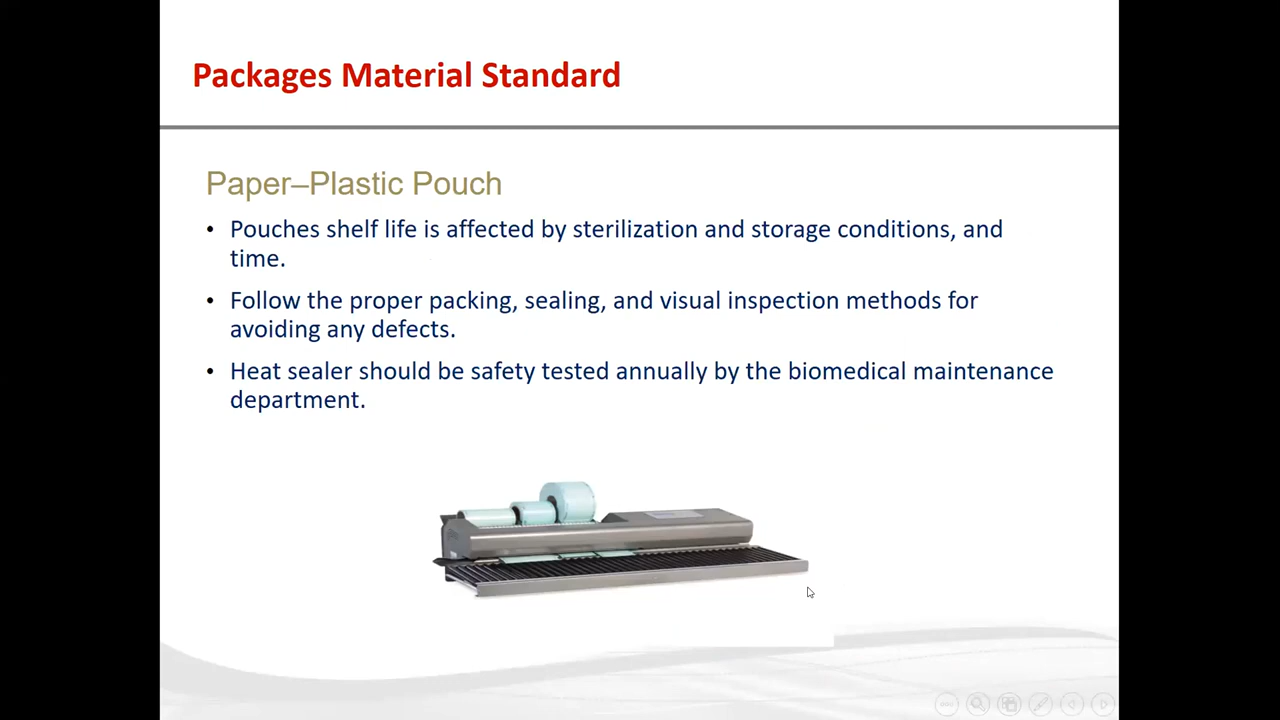 Packages Material Standard
Paper–Plastic Pouch
• Pouches shelf life is affected by sterilization and storage conditions, and
time.
• Follow the proper packing, sealing, and visual inspection methods for
avoiding any defects.
• Heat sealer should be safety tested annually by the biomedical maintenance
department.